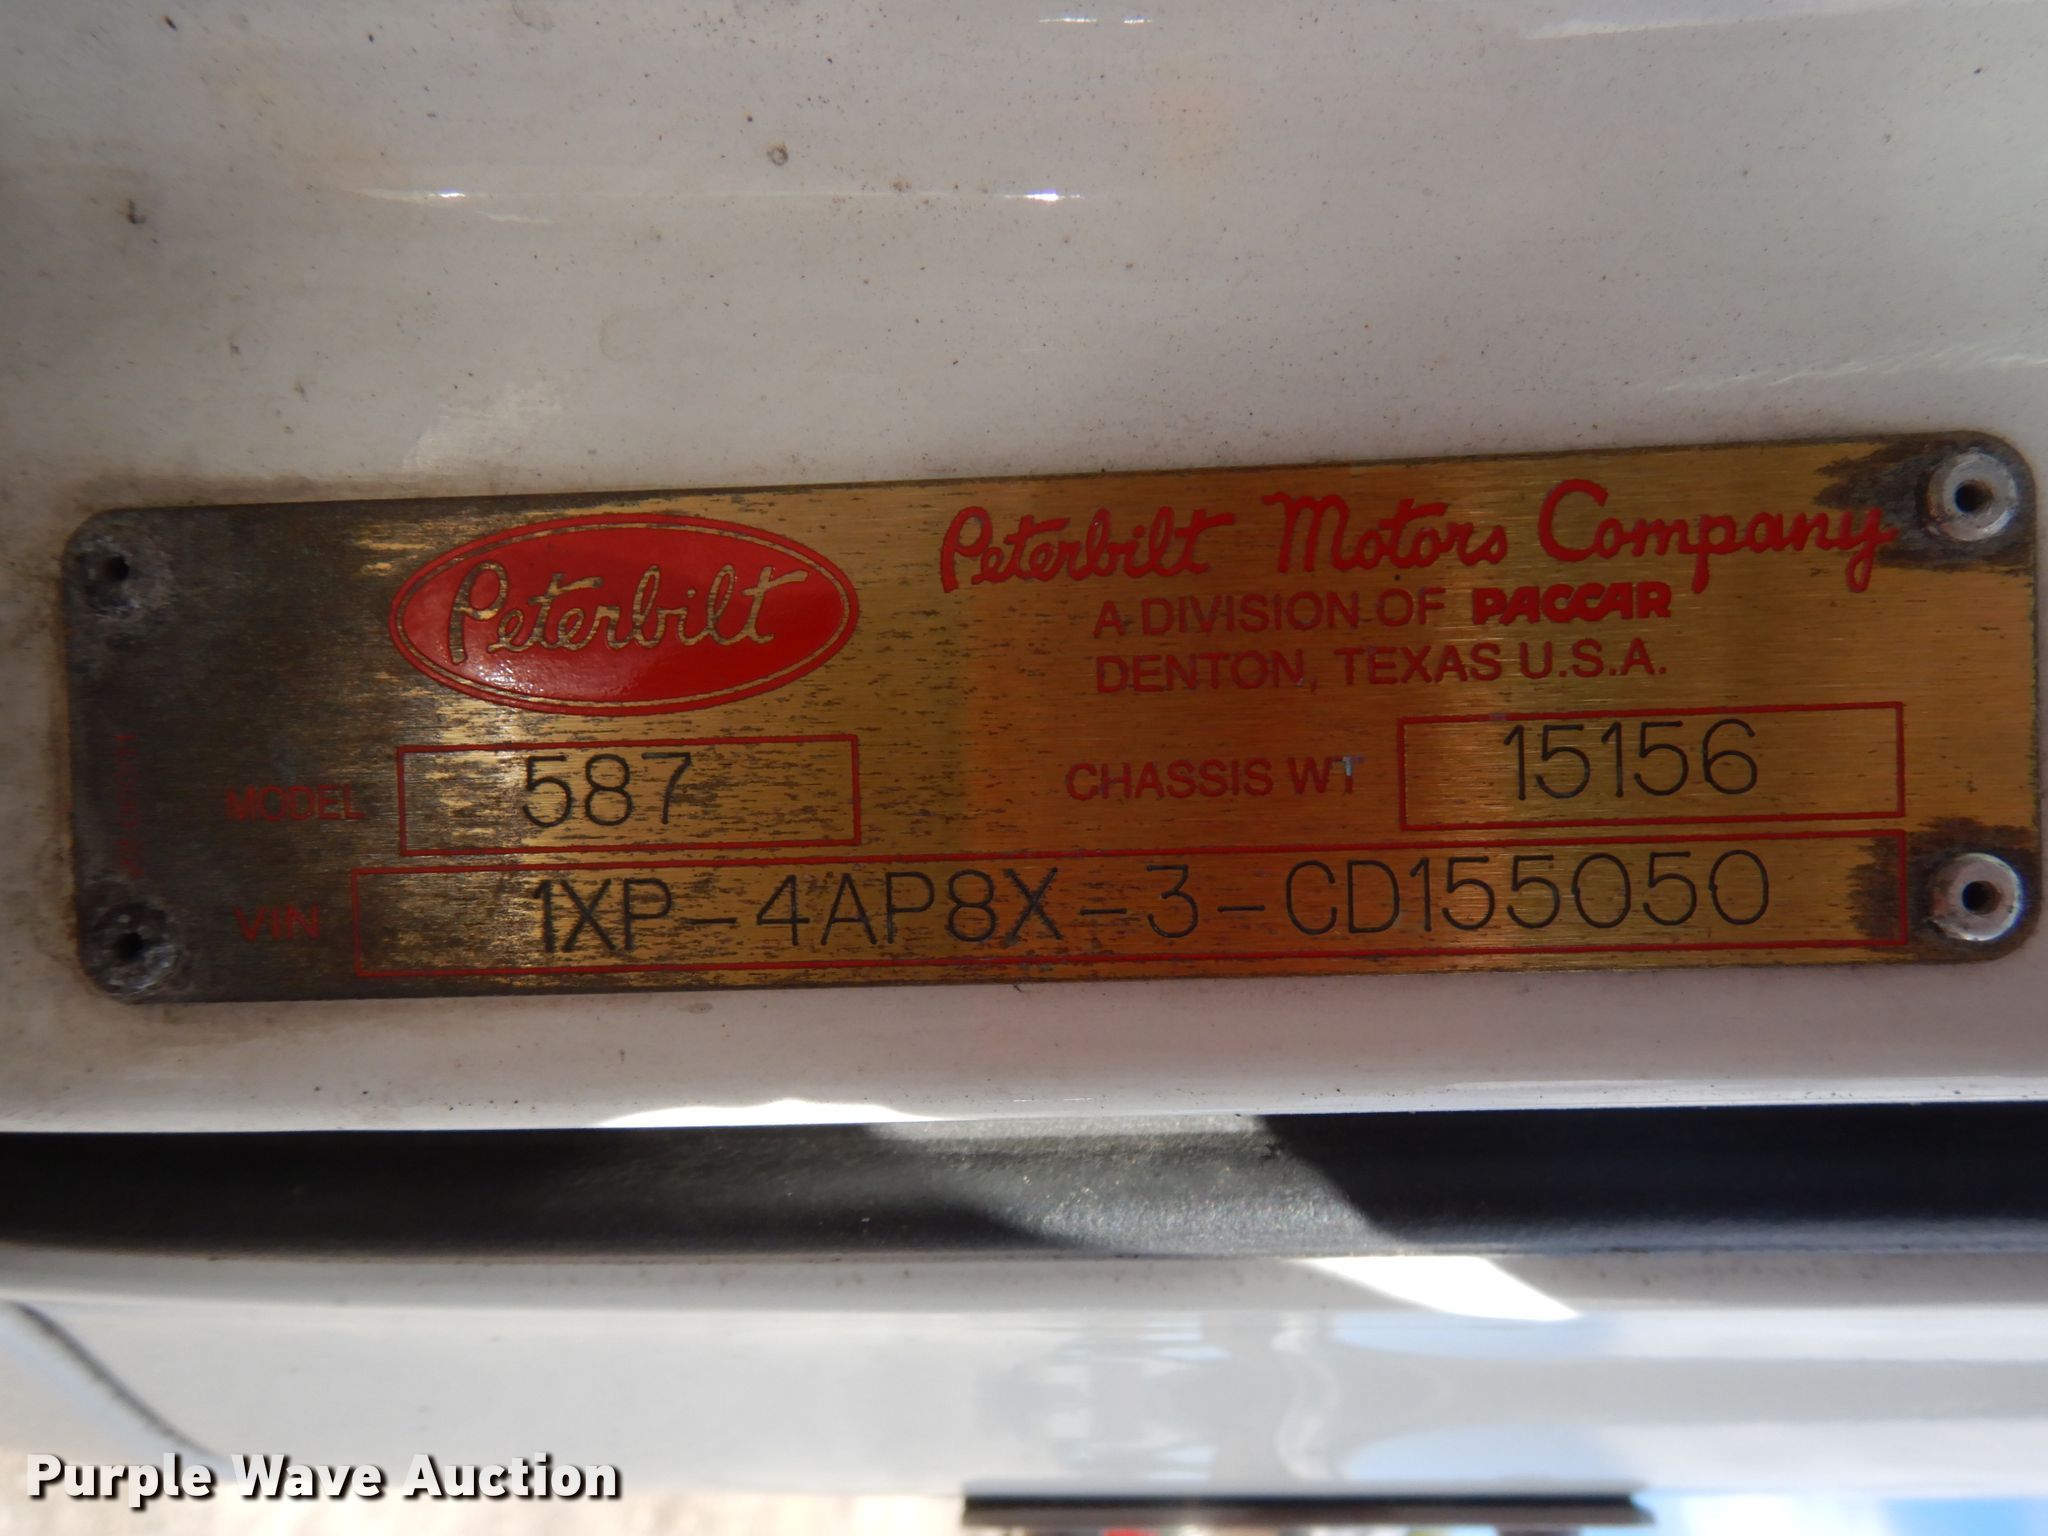 Peterbilt
Peterbilt Motors Company
A DIVISION OF PACCAR
DENTON, TEXAS U.S.A.
MODEL 587
CHASSIS WT 15156
VIN 1XP-4AP8X-3-CD155050
Purple Wave Auction